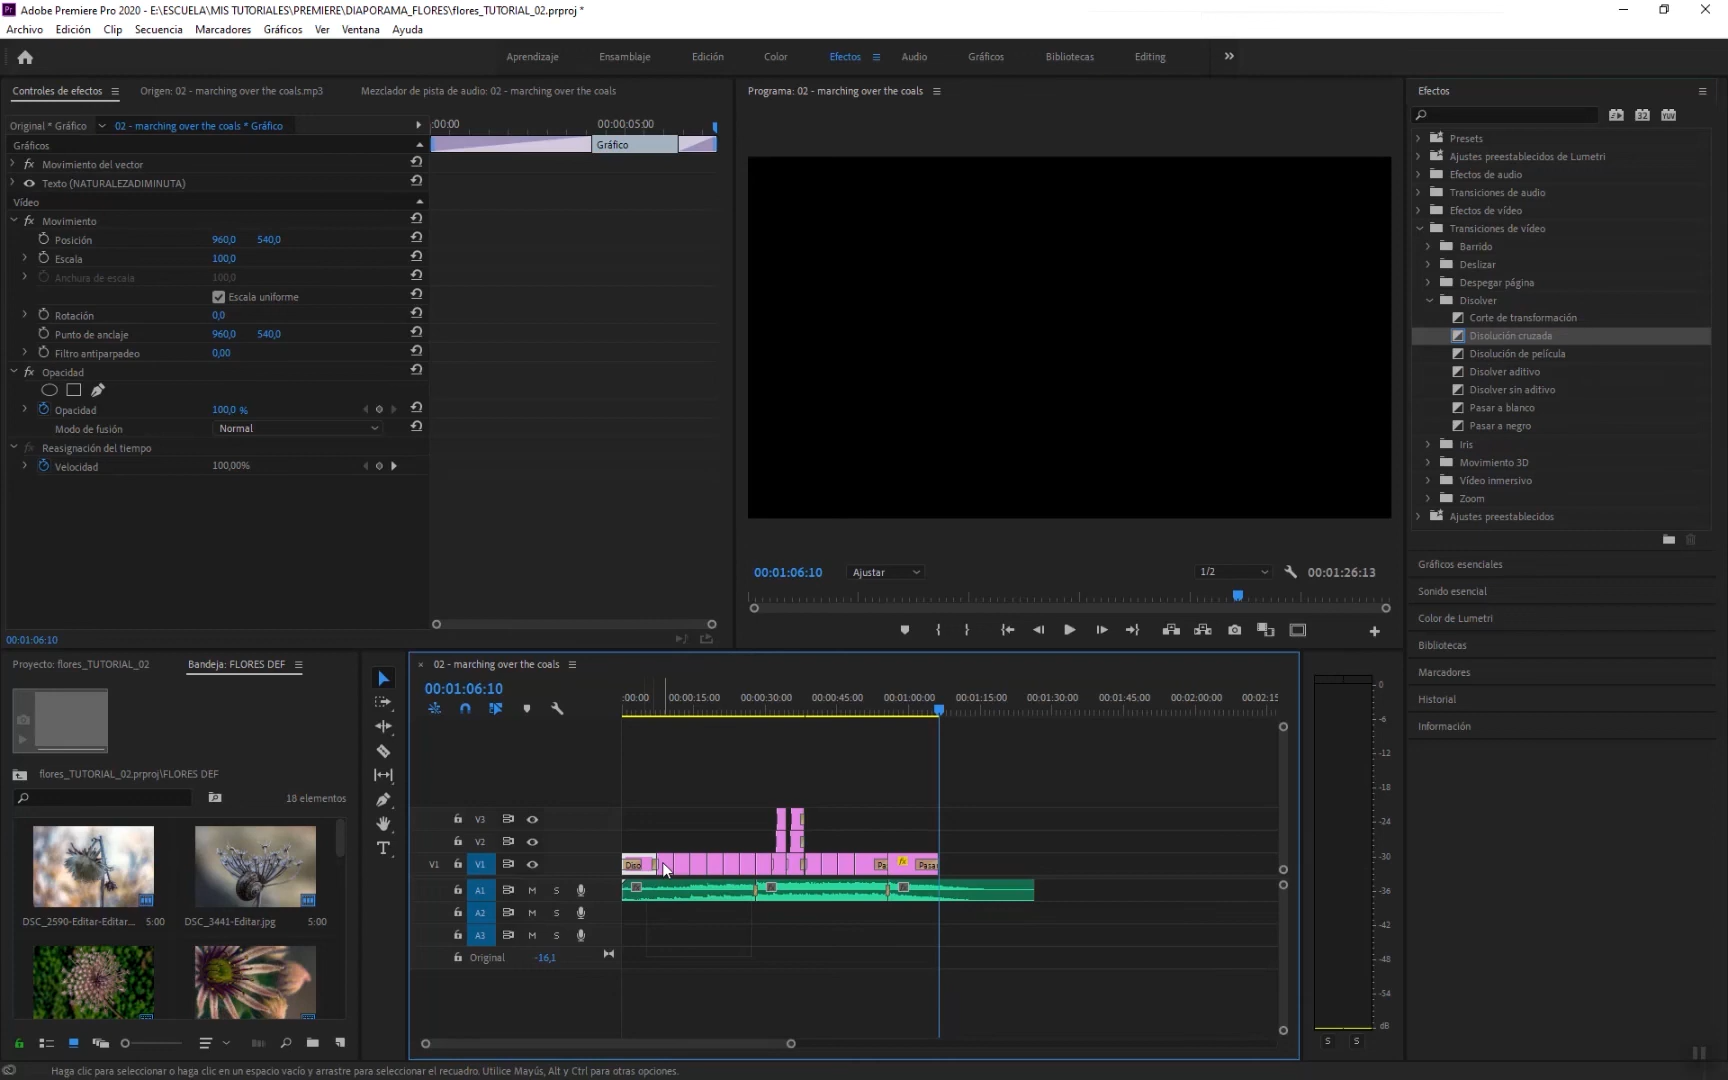 Pr Adobe Premiere Pro 2020 - E:\ESCUELA\MIS TUTORIALES\PREMIERE\DIAPORAMA_FLORES\flores_TUTORIAL_02.prproj *
Archivo Edición Clip Secuencia Marcadores Gráficos Ver Ventana Ayuda
Aprendizaje Ensamblaje Edición Color Efectos Audio Gráficos Bibliotecas Editing
Controles de efectos Origen: 02 - marching over the coals.mp3 Mezclador de pista de audio: 02 - marching over the coals
Original * Gráfico 02 - marching over the coals * Gráfico
:00:00 00:00:05:00
Gráficos
Gráfico
fx Movimiento del vector
Texto (NATURALEZADIMINUTA)
Vídeo
fx Movimiento
Posición 960,0 540,0
Escala 100,0
Anchura de escala 100,0
Escala uniforme
Rotación 0,0
Punto de anclaje 960,0 540,0
Filtro antiparpadeo 0,00
fx Opacidad
Opacidad 100,0 %
Modo de fusión Normal
fx Reasignación del tiempo
Velocidad 100,00%
00:01:06:10
Programa: 02 - marching over the coals
00:01:06:10 Ajustar 1/2 00:01:26:13
Efectos
32 YUV
Presets
Ajustes preestablecidos de Lumetri
Efectos de audio
Transiciones de audio
Efectos de vídeo
Transiciones de vídeo
Barrido
Deslizar
Despegar página
Disolver
Corte de transformación
Disolución cruzada
Disolución de película
Disolver aditivo
Disolver sin aditivo
Pasar a blanco
Pasar a negro
Iris
Movimiento 3D
Vídeo inmersivo
Zoom
Ajustes preestablecidos
Gráficos esenciales
Sonido esencial
Color de Lumetri
Bibliotecas
Marcadores
Historial
Información
Proyecto: flores_TUTORIAL_02 Bandeja: FLORES DEF
flores_TUTORIAL_02.prproj\FLORES DEF
18 elementos
DSC_2590-Editar-Editar... 5:00 DSC_3441-Editar.jpg 5:00
02 - marching over the coals
00:01:06:10
:00:00 00:00:15:00 00:00:30:00 00:00:45:00 00:01:00:00 00:01:15:00 00:01:30:00 00:01:45:00 00:02:00:00 00:02:15
V3
V2
V1 V1 Diso Pa fx Pasa
A1 M S
A2 M S
A3 M S
Original -16,1
0
-6
-12
-18
-24
-30
-36
-42
-48
-54
dB
S S
Haga clic para seleccionar o haga clic en un espacio vacío y arrastre para seleccionar el recuadro. Utilice Mayús, Alt y Ctrl para otras opciones.